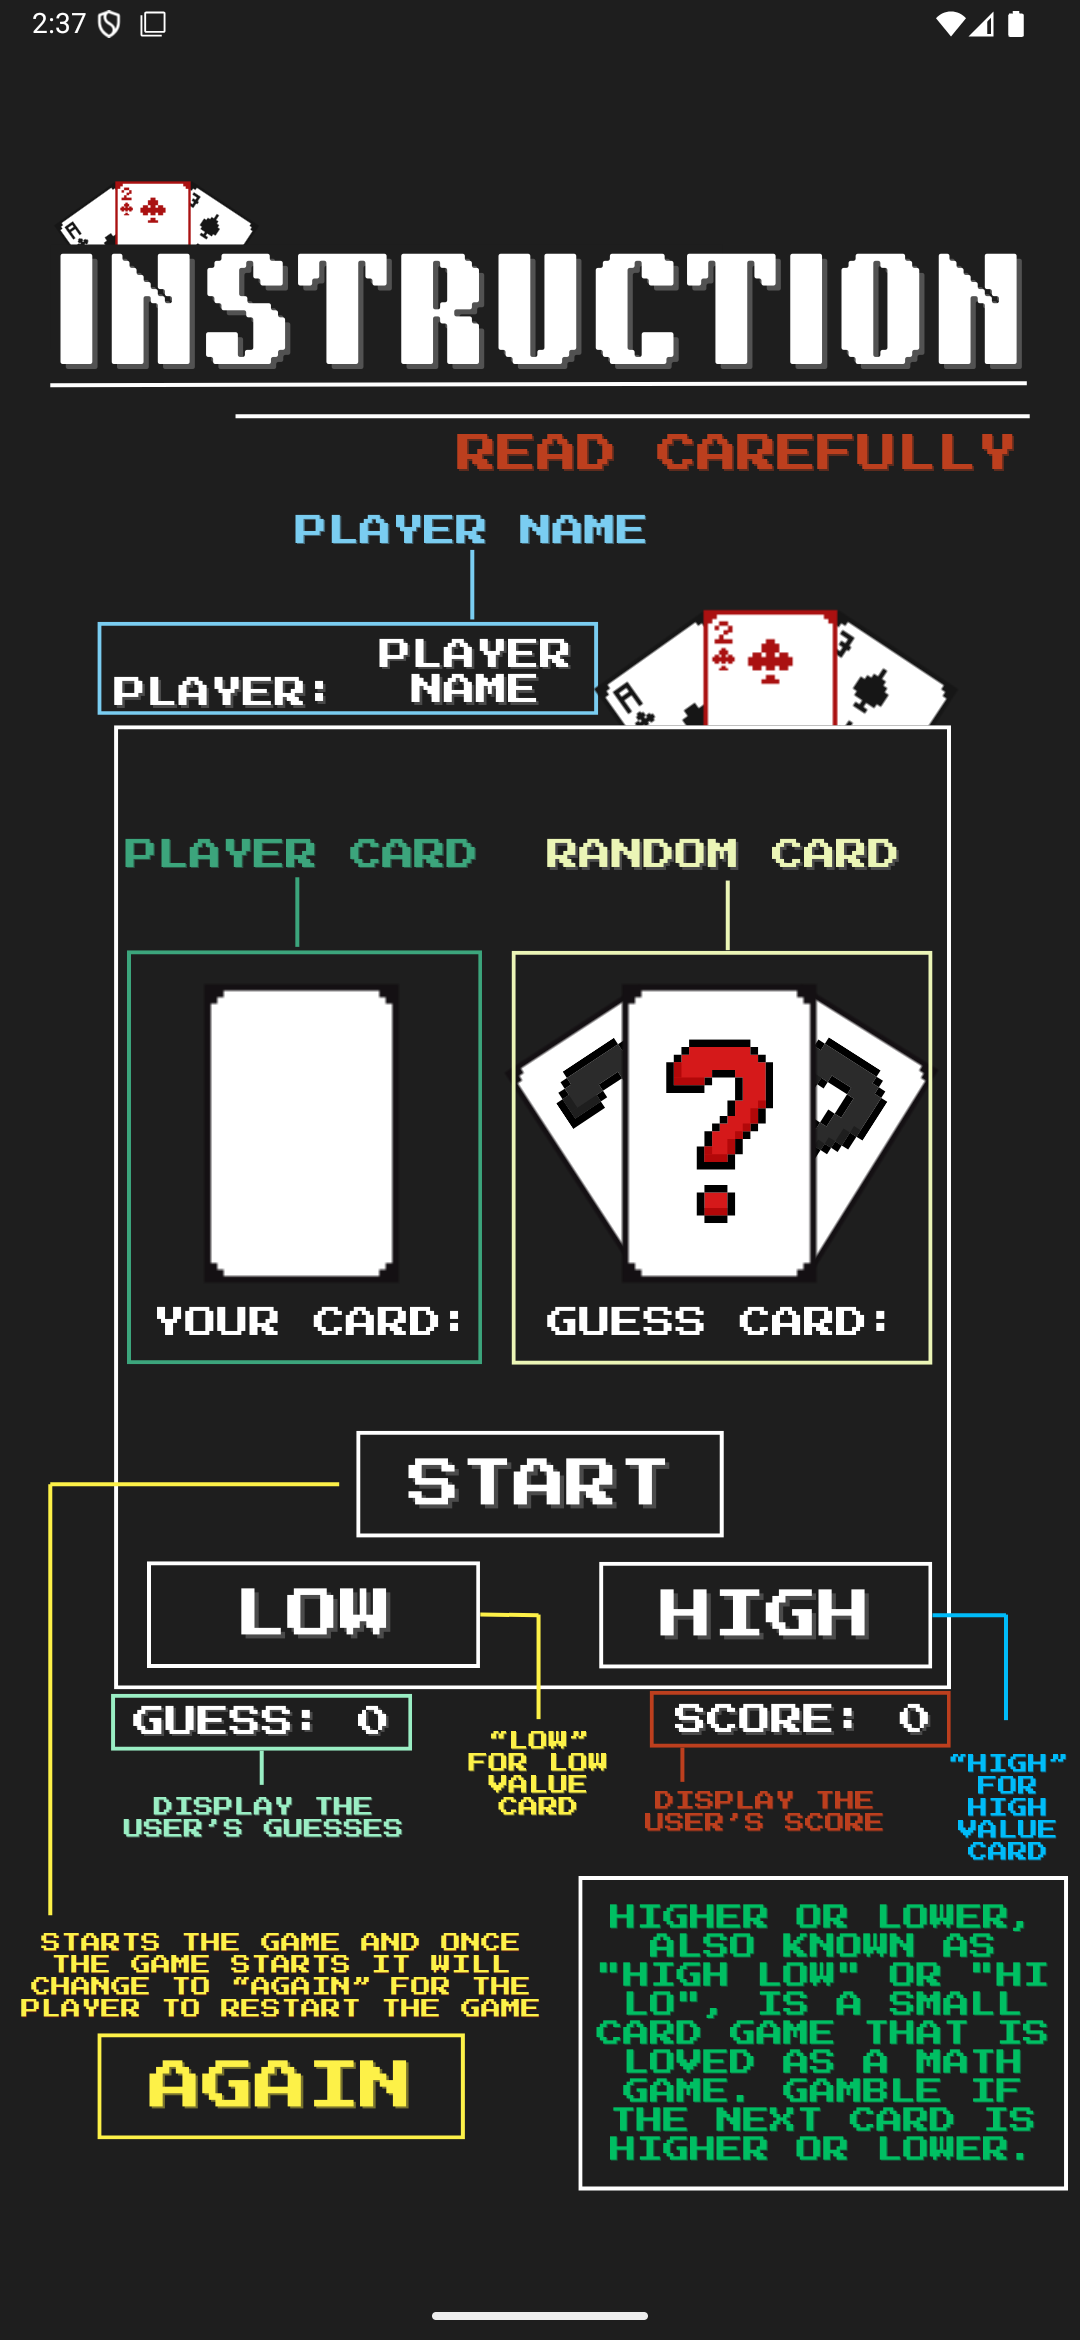 2:37
2
A
INSTRUCTION
READ CAREFULLY
PLAYER NAME
PLAYER:
PLAYER
NAME
2
A
PLAYER CARD
RANDOM CARD
?
YOUR CARD:
GUESS CARD:
START
LOW
HIGH
GUESS: 0
SCORE: 0
“LOW”
FOR LOW
VALUE
CARD
“HIGH”
FOR
HIGH
VALUE
CARD
DISPLAY THE
USER’S GUESSES
DISPLAY THE
USER’S SCORE
STARTS THE GAME AND ONCE
THE GAME STARTS IT WILL
CHANGE TO “AGAIN” FOR THE
PLAYER TO RESTART THE GAME
AGAIN
HIGHER OR LOWER,
ALSO KNOWN AS
"HIGH LOW" OR "HI
LO", IS A SMALL
CARD GAME THAT IS
LOVED AS A MATH
GAME. GAMBLE IF
THE NEXT CARD IS
HIGHER OR LOWER.